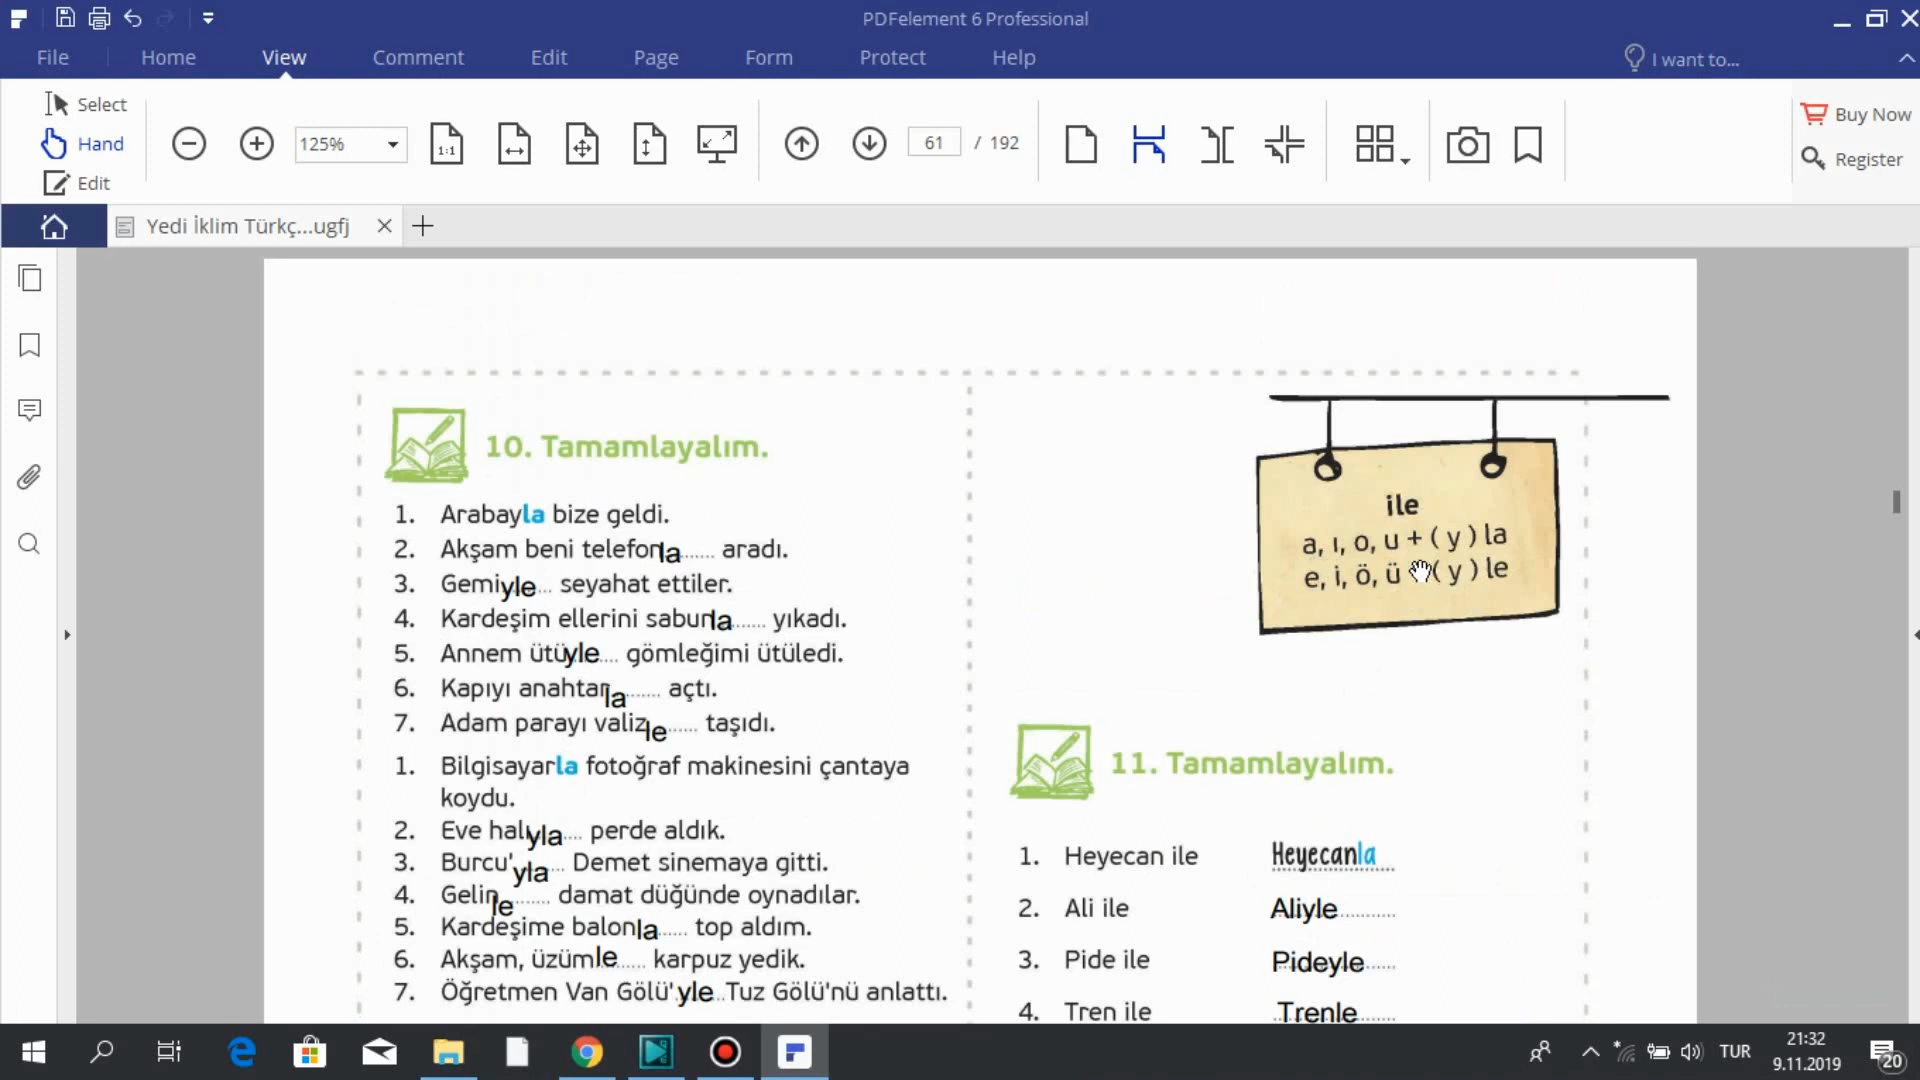 PDFelement 6 Professional
File Home View Comment Edit Page Form Protect Help I want to...
Select
Hand
Edit
125%
1:1
61 / 192
Buy Now
Register
Yedi İklim Türkç...ugfj
10. Tamamlayalım.
1. Arabayla bize geldi.
2. Akşam beni telefonla........ aradı.
3. Gemiyle.... seyahat ettiler.
4. Kardeşim ellerini sabunla....... yıkadı.
5. Annem ütüyle.... gömleğimi ütüledi.
6. Kapıyı anahtarla....... açtı.
7. Adam parayı valizle...... taşıdı.
1. Bilgisayarla fotoğraf makinesini çantaya
koydu.
2. Eve halıyla.... perde aldık.
3. Burcu'yla.... Demet sinemaya gitti.
4. Gelinle........ damat düğünde oynadılar.
5. Kardeşime balonla...... top aldım.
6. Akşam, üzümle...... karpuz yedik.
7. Öğretmen Van Gölü'yle...Tuz Gölü'nü anlattı.
ile
a, ı, o, u + ( y ) la
e, i, ö, ü ( y ) le
11. Tamamlayalım.
1. Heyecan ile Heyecanla
2. Ali ile Aliyle
3. Pide ile Pideyle
4. Tren ile Trenle
TUR
21:32
9.11.2019
20